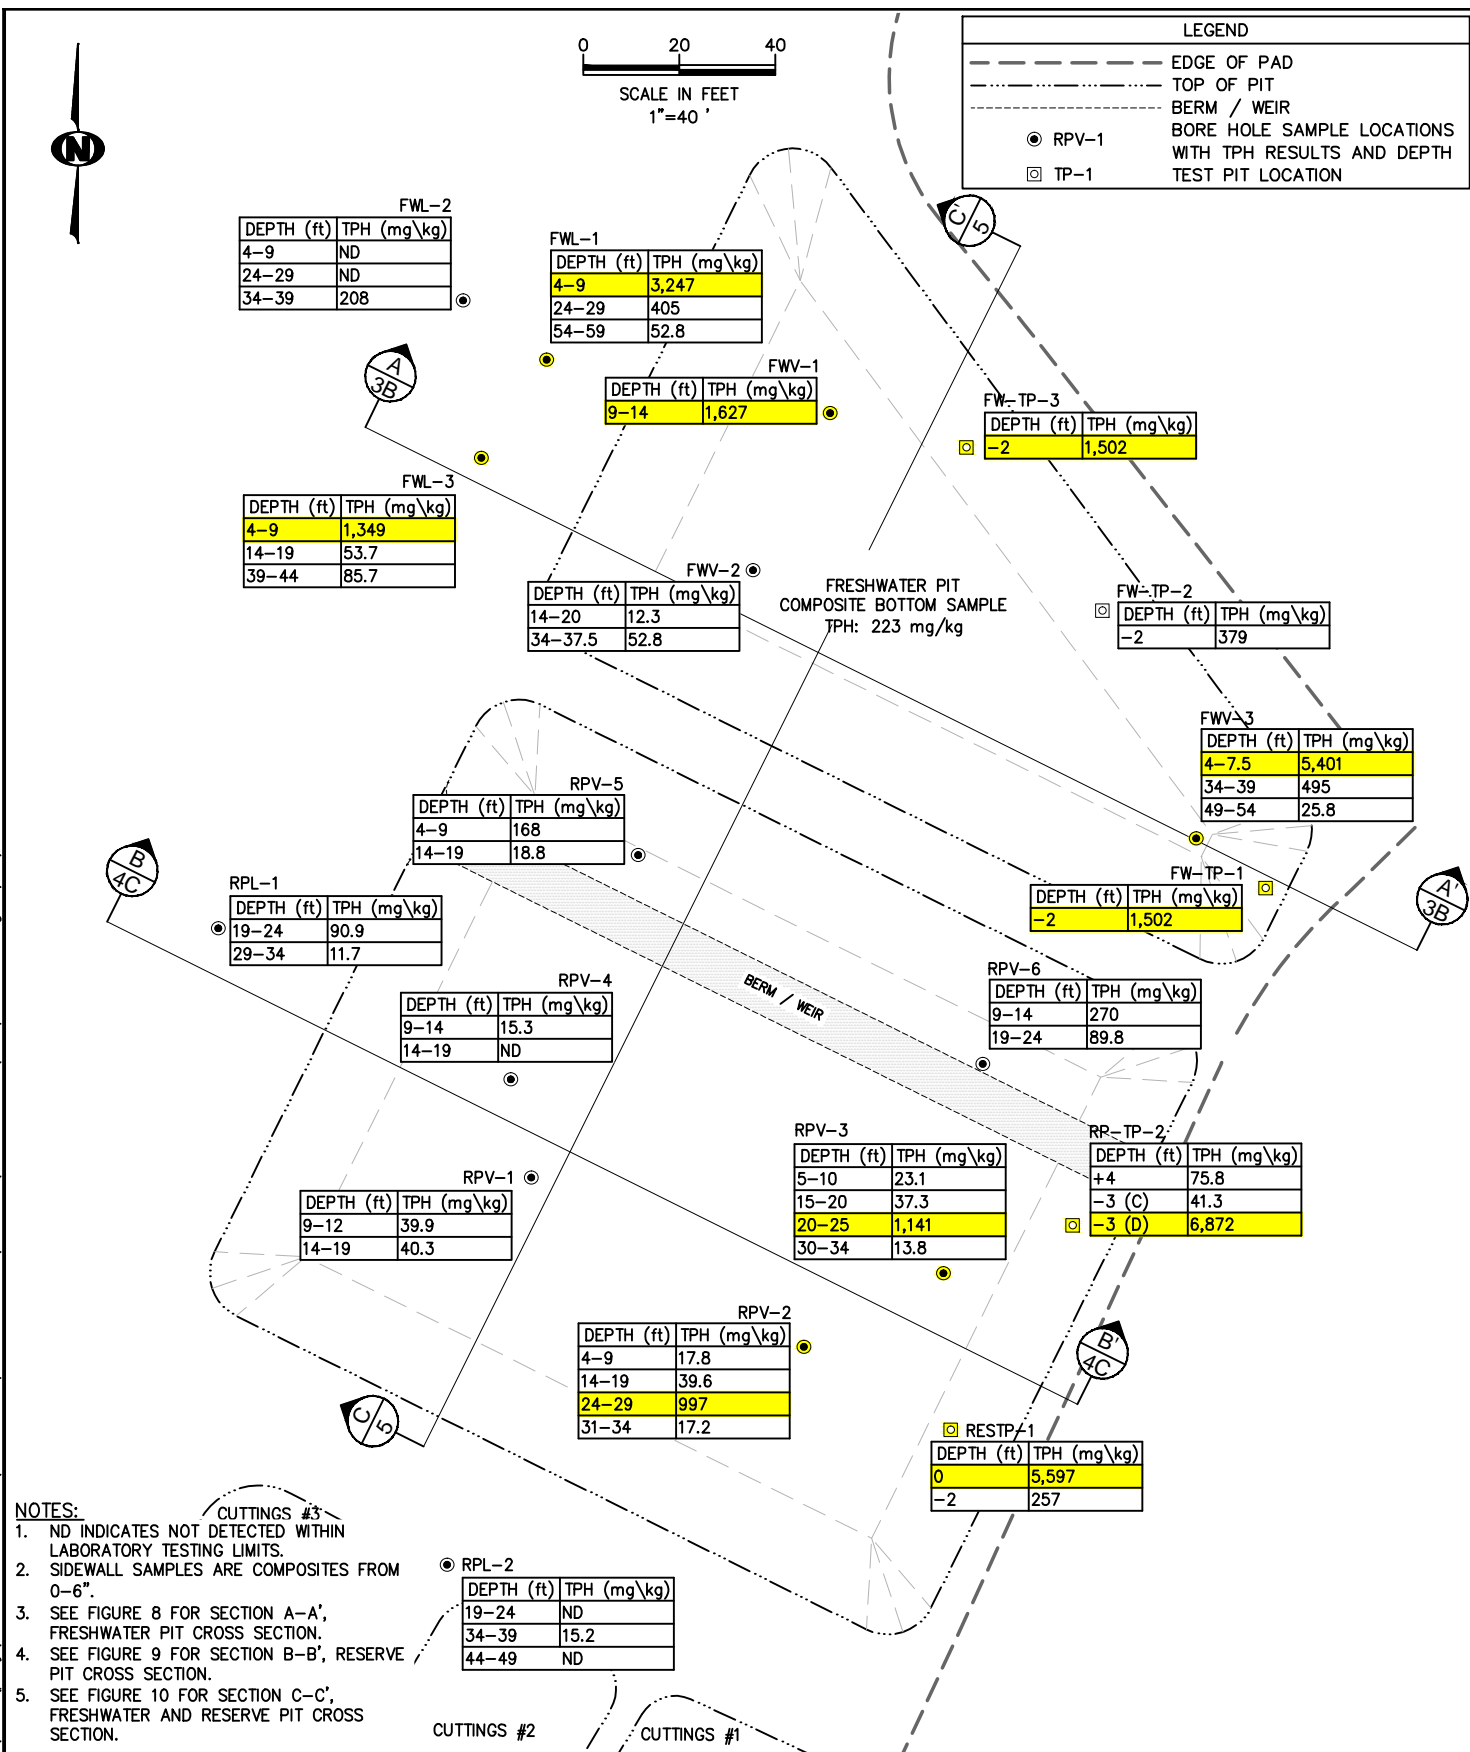 0 20 40
SCALE IN FEET
1"=40 '
LEGEND
EDGE OF PAD
TOP OF PIT
BERM / WEIR
RPV-1 BORE HOLE SAMPLE LOCATIONS
WITH TPH RESULTS AND DEPTH
TP-1 TEST PIT LOCATION
N
FWL-2
DEPTH (ft) TPH (mg\kg)
4-9 ND
24-29 ND
34-39 208
FWL-1
DEPTH (ft) TPH (mg\kg)
4-9 3,247
24-29 405
54-59 52.8
C'
5
A
3B
FWV-1
DEPTH (ft) TPH (mg\kg)
9-14 1,627
FW-TP-3
DEPTH (ft) TPH (mg\kg)
-2 1,502
FWL-3
DEPTH (ft) TPH (mg\kg)
4-9 1,349
14-19 53.7
39-44 85.7
FWV-2
DEPTH (ft) TPH (mg\kg)
14-20 12.3
34-37.5 52.8
FRESHWATER PIT
COMPOSITE BOTTOM SAMPLE
TPH: 223 mg/kg
FW-TP-2
DEPTH (ft) TPH (mg\kg)
-2 379
FWV-3
DEPTH (ft) TPH (mg\kg)
4-7.5 5,401
34-39 495
49-54 25.8
RPV-5
DEPTH (ft) TPH (mg\kg)
4-9 168
14-19 18.8
B
4C
RPL-1
DEPTH (ft) TPH (mg\kg)
19-24 90.9
29-34 11.7
FW-TP-1
DEPTH (ft) TPH (mg\kg)
-2 1,502
A'
3B
RPV-4
DEPTH (ft) TPH (mg\kg)
9-14 15.3
14-19 ND
BERM / WEIR
RPV-6
DEPTH (ft) TPH (mg\kg)
9-14 270
19-24 89.8
RPV-3
DEPTH (ft) TPH (mg\kg)
5-10 23.1
15-20 37.3
20-25 1,141
30-34 13.8
RP-TP-2
DEPTH (ft) TPH (mg\kg)
+4 75.8
-3 (C) 41.3
-3 (D) 6,872
RPV-1
DEPTH (ft) TPH (mg\kg)
9-12 39.9
14-19 40.3
RPV-2
DEPTH (ft) TPH (mg\kg)
4-9 17.8
14-19 39.6
24-29 997
31-34 17.2
B'
4C
C
5
RESTP-1
DEPTH (ft) TPH (mg\kg)
0 5,597
-2 257
CUTTINGS #3
NOTES:
1. ND INDICATES NOT DETECTED WITHIN
LABORATORY TESTING LIMITS.
2. SIDEWALL SAMPLES ARE COMPOSITES FROM
0-6".
3. SEE FIGURE 8 FOR SECTION A-A',
FRESHWATER PIT CROSS SECTION.
4. SEE FIGURE 9 FOR SECTION B-B', RESERVE
PIT CROSS SECTION.
5. SEE FIGURE 10 FOR SECTION C-C',
FRESHWATER AND RESERVE PIT CROSS
SECTION.
RPL-2
DEPTH (ft) TPH (mg\kg)
19-24 ND
34-39 15.2
44-49 ND
CUTTINGS #2
CUTTINGS #1